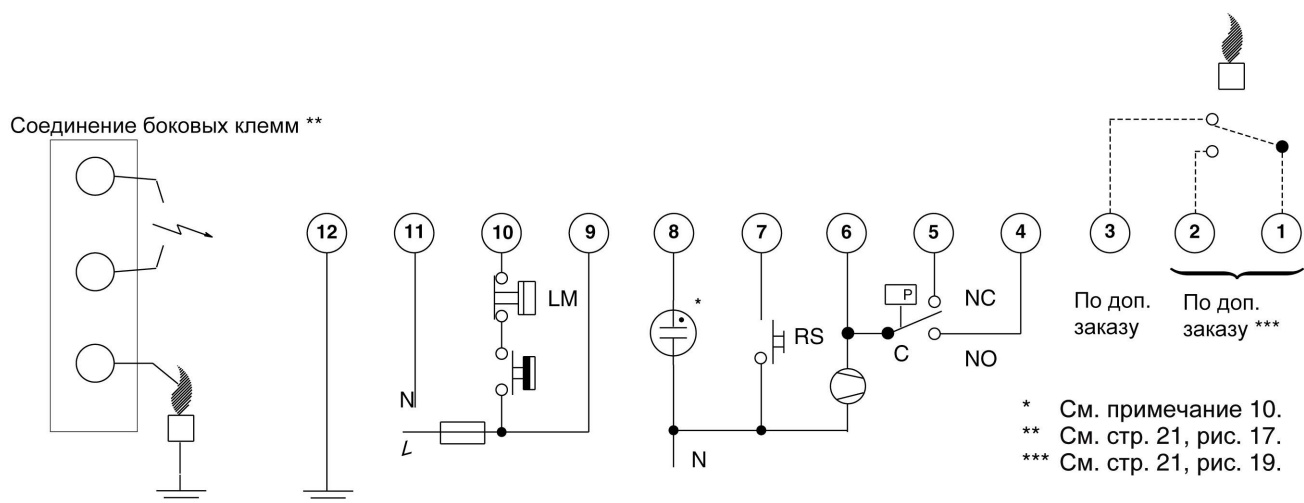 Соединение боковых клемм **
12 11 10 9 8 7 6 5 4 3 2 1
LM
*
RS
P
NC
C
NO
N
L
N
По доп.
заказу
По доп.
заказу ***
* См. примечание 10.
** См. стр. 21, рис. 17.
*** См. стр. 21, рис. 19.